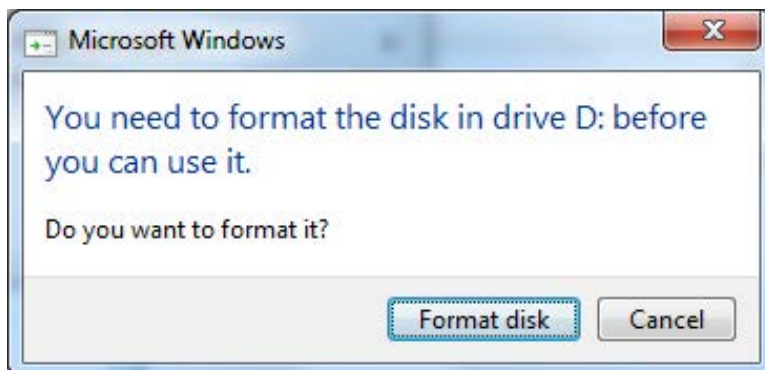 Microsoft Windows
You need to format the disk in drive D: before
you can use it.
Do you want to format it?
Format disk
Cancel